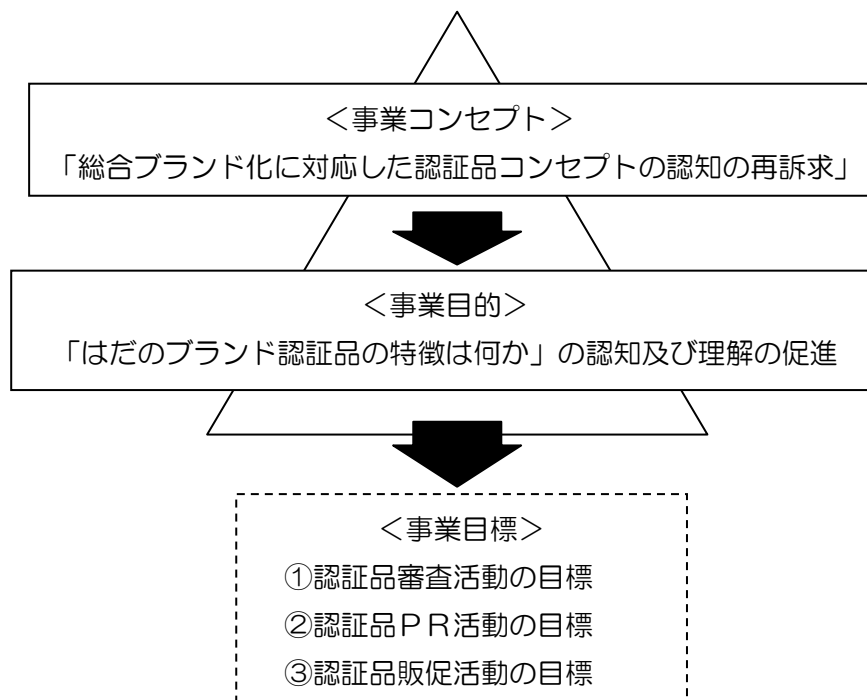 ＜事業コンセプト＞
「総合ブランド化に対応した認証品コンセプトの認知の再訴求」
＜事業目的＞
「はだのブランド認証品の特徴は何か」の認知及び理解の促進
＜事業目標＞
①認証品審査活動の目標
②認証品ＰＲ活動の目標
③認証品販促活動の目標